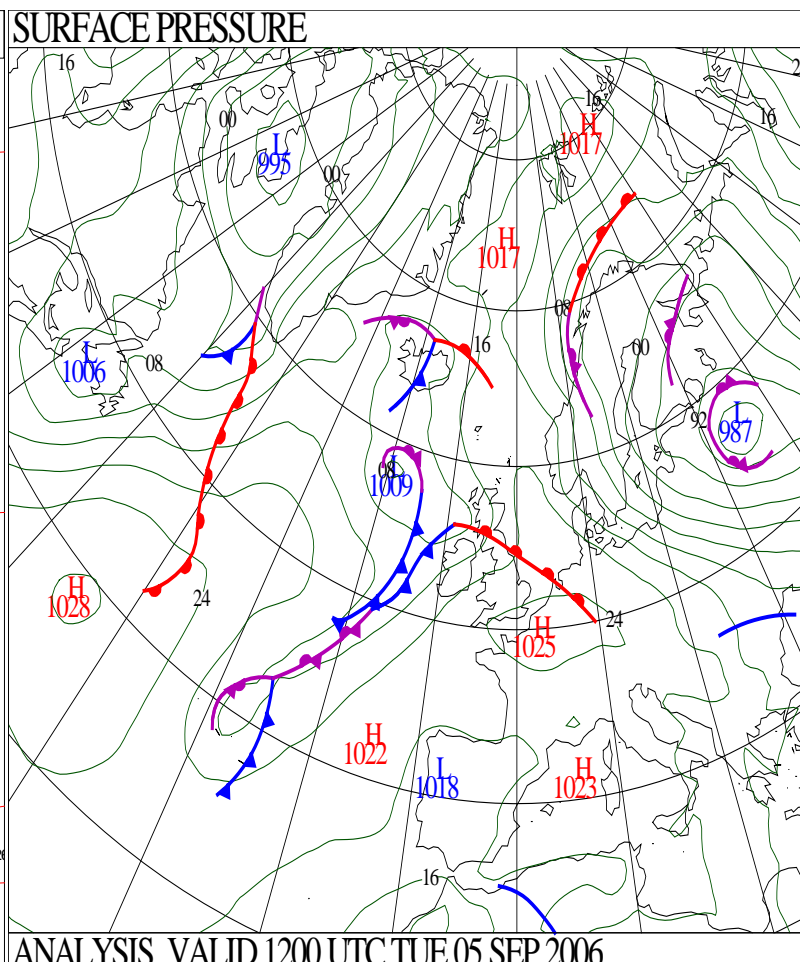 SURFACE PRESSURE
16
16
H
1017
16
00
L
995
00
H
1017
08
16
00
L
1006
08
92
L
987
08
L
1009
H
1028
24
24
H
1025
H
1022
L
1018
H
1023
16
ANALYSIS VALID 1200 UTC TUE 05 SEP 2006